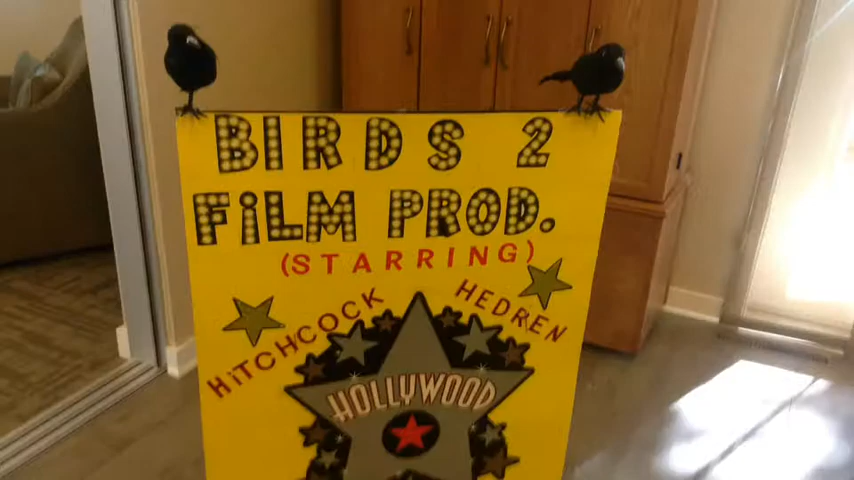 BIRDS 2
FiLM PROD.
(STARRING)
HiTCHCOCK
HEDREN
HOLLYWOOD